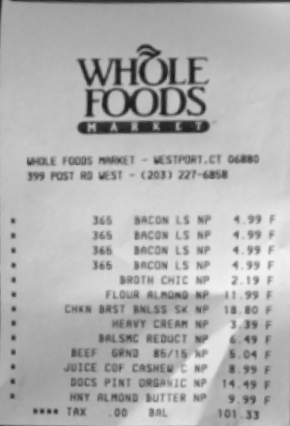 WHOLE
FOODS
MARKET
WHOLE FOODS MARKET - WESTPORT,CT 06880
399 POST RD WEST - (203) 227-6858
* 365 BACON LS NP 4.99 F
* 365 BACON LS NP 4.99 F
* 365 BACON LS NP 4.99 F
* 365 BACON LS NP 4.99 F
* BROTH CHIC NP 2.19 F
* FLOUR ALMOND NP 11.99 F
* CHKN BRST BNLSS SK NP 18.80 F
* HEAVY CREAM NP 3.39 F
* BALSMC REDUCT NP 6.49 F
* BEEF GRND 85/15 NP 5.04 F
* JUICE COF CASHEW C NP 8.99 F
* DOCS PINT ORGANIC NP 14.49 F
* HNY ALMOND BUTTER NP 9.99 F
**** TAX .00 BAL 101.33